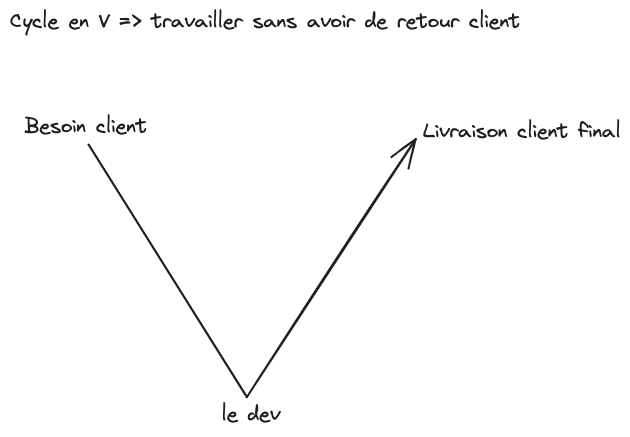 Cycle en V => travailler sans avoir de retour client
Besoin client
Livraison client final
le dev